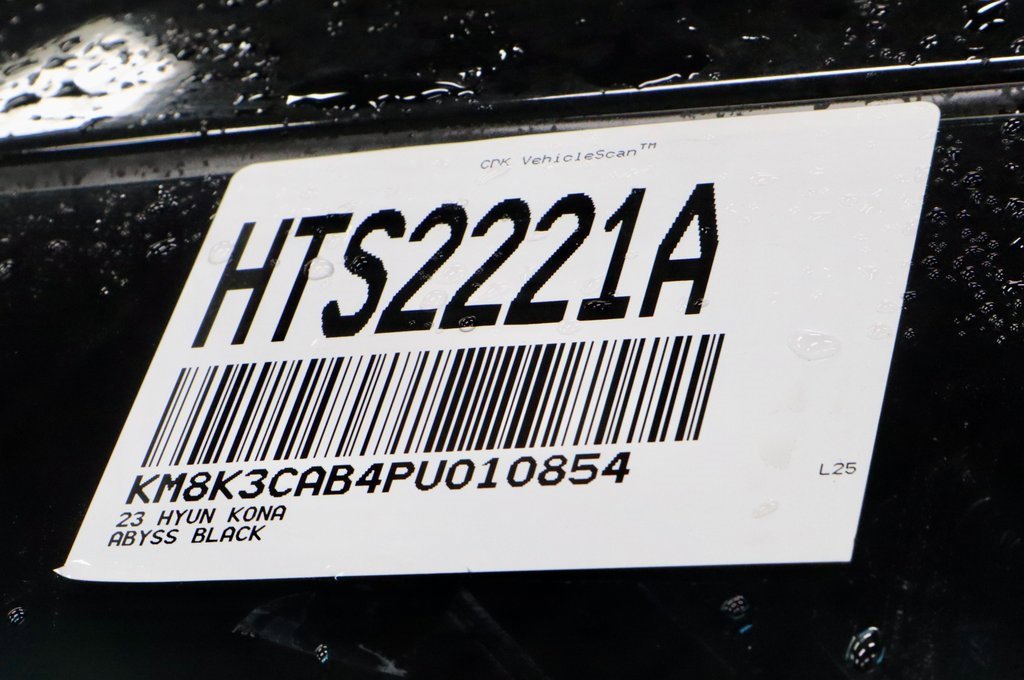 CDK VehicleScan™
HTS2221A
KM8K3CAB4PU010854
23 HYUN KONA
ABYSS BLACK
L25